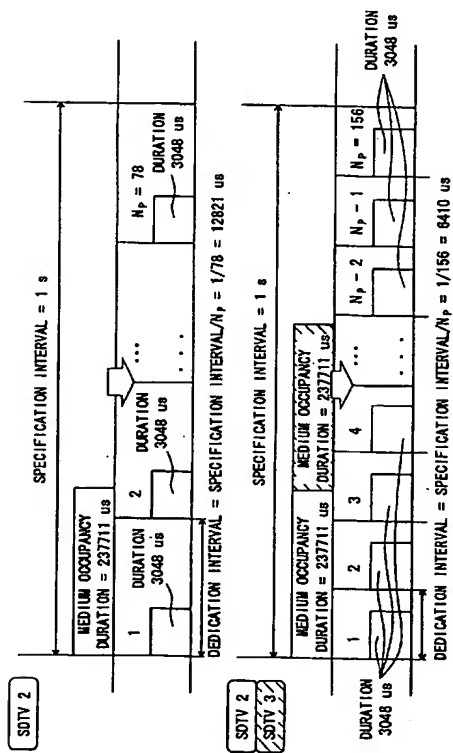 SDTV 2
SPECIFICATION INTERVAL = 1 s
MEDIUM OCCUPANCY
DURATION = 237711 us
1
DURATION
3048 us
2
DURATION
3048 us
...
...
N_P = 78
DURATION
3048 us
DEDICATION INTERVAL = SPECIFICATION INTERVAL/N_P = 1/78 = 12821 us
SDTV 2
SDTV 3
SPECIFICATION INTERVAL = 1 s
MEDIUM OCCUPANCY
DURATION = 237711 us
MEDIUM OCCUPANCY
DURATION = 237711 us
1
2
3
4
...
...
N_P - 2
N_P - 1
N_P = 156
DURATION
3048 us
DURATION
3048 us
DEDICATION INTERVAL = SPECIFICATION INTERVAL/N_P = 1/156 = 6410 us